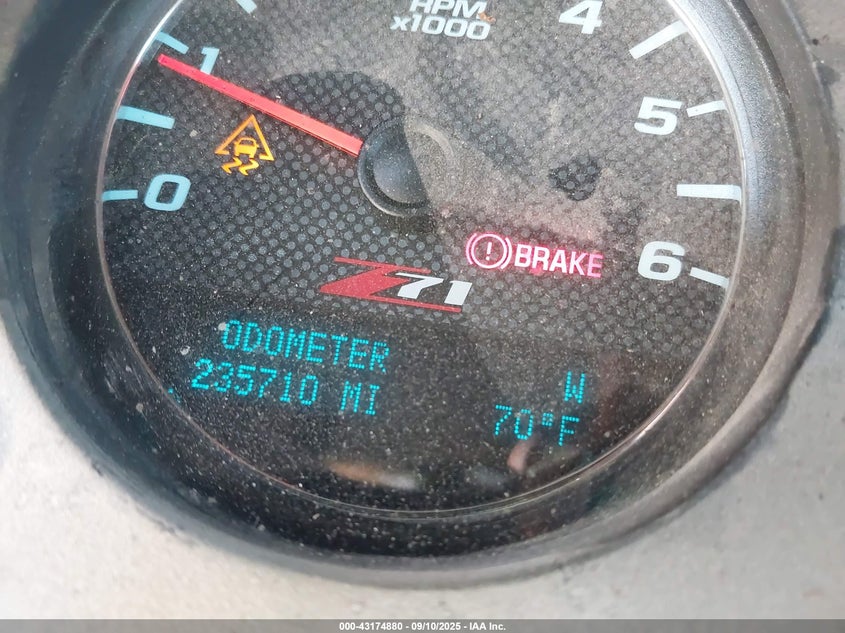 RPM
x1000
4
1
5
0
(!) BRAKE
6
Z71
ODOMETER
235710 MI
W
70°F
000-43174880 - 09/10/2025 - IAA Inc.